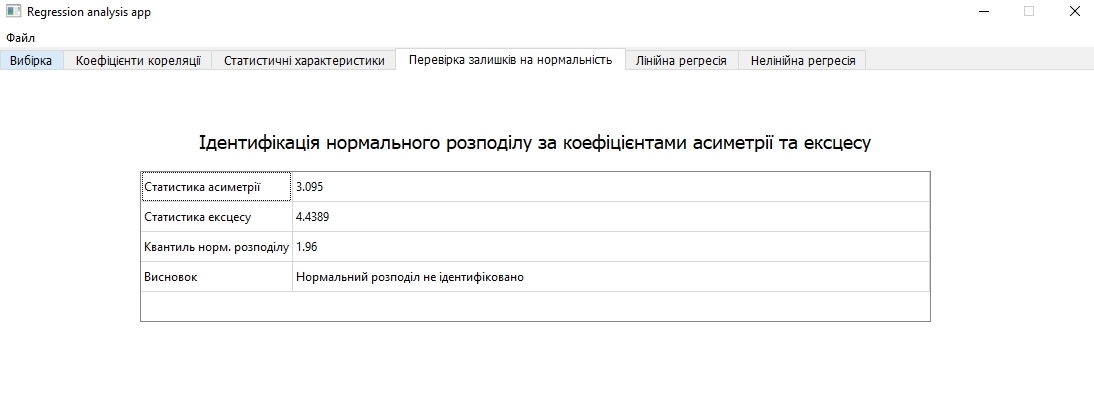 Regression analysis app
Файл
Вибірка Коефіцієнти кореляції Статистичні характеристики Перевірка залишків на нормальність Лінійна регресія Нелінійна регресія
Ідентифікація нормального розподілу за коефіцієнтами асиметрії та ексцесу
Статистика асиметрії 3.095
Статистика ексцесу 4.4389
Квантиль норм. розподілу 1.96
Висновок Нормальний розподіл не ідентифіковано